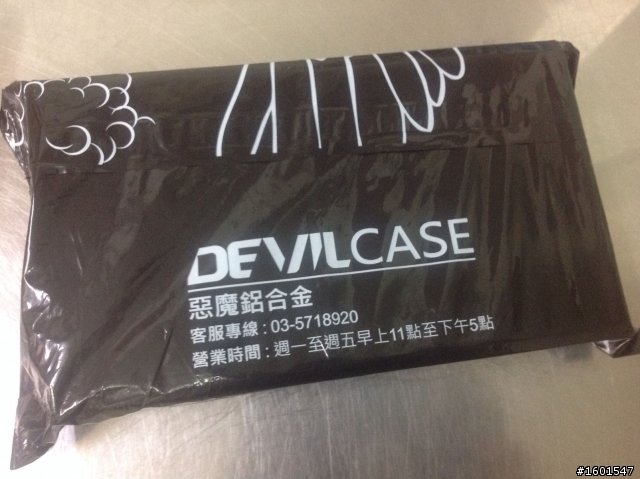 DEVILCASE
惡魔鋁合金
客服專線 : 03-5718920
營業時間 : 週一至週五早上11點至下午5點
#1601547